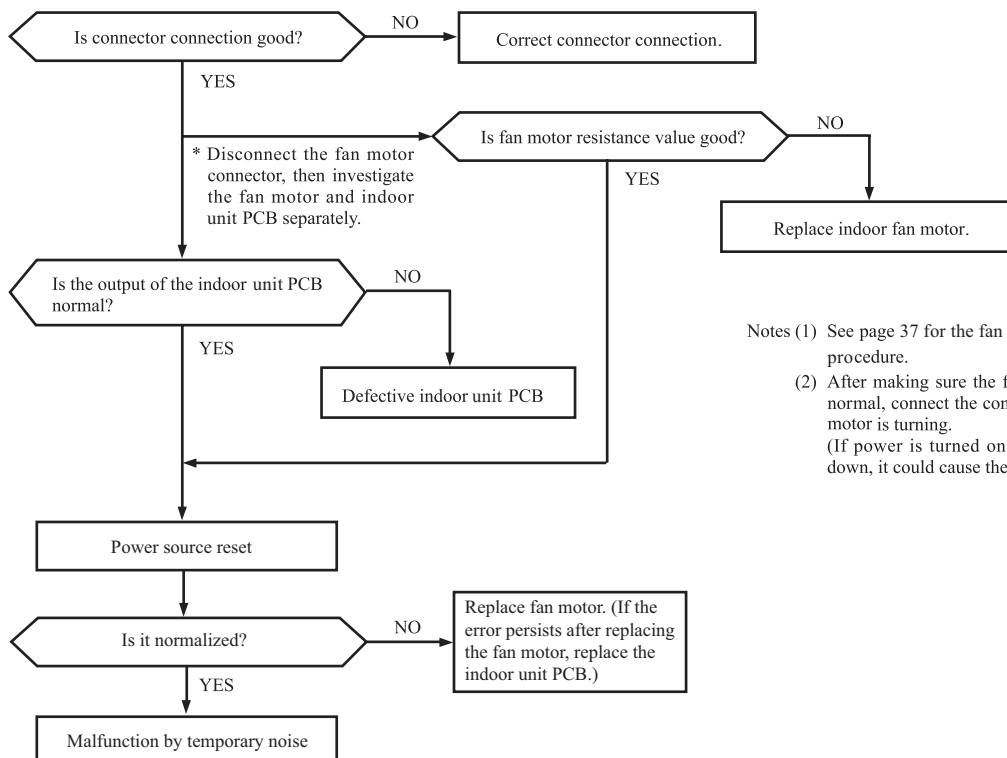 Is connector connection good?
NO
Correct connector connection.
YES
* Disconnect the fan motor
connector, then investigate
the fan motor and indoor
unit PCB separately.
Is fan motor resistance value good?
NO
YES
Replace indoor fan motor.
Is the output of the indoor unit PCB
normal?
NO
YES
Defective indoor unit PCB
Notes (1) See page 37 for the fan
procedure.
(2) After making sure the f
normal, connect the con
motor is turning.
(If power is turned on
down, it could cause the
Power source reset
Is it normalized?
NO
Replace fan motor. (If the
error persists after replacing
the fan motor, replace the
indoor unit PCB.)
YES
Malfunction by temporary noise